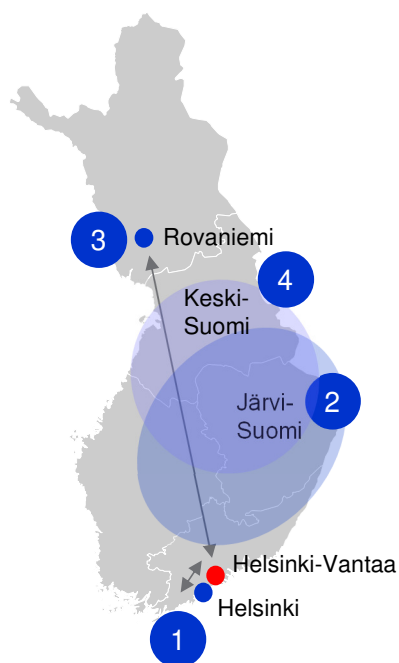 3
Rovaniemi
4
Keski-
Suomi
Järvi-
Suomi
2
Helsinki-Vantaa
Helsinki
1